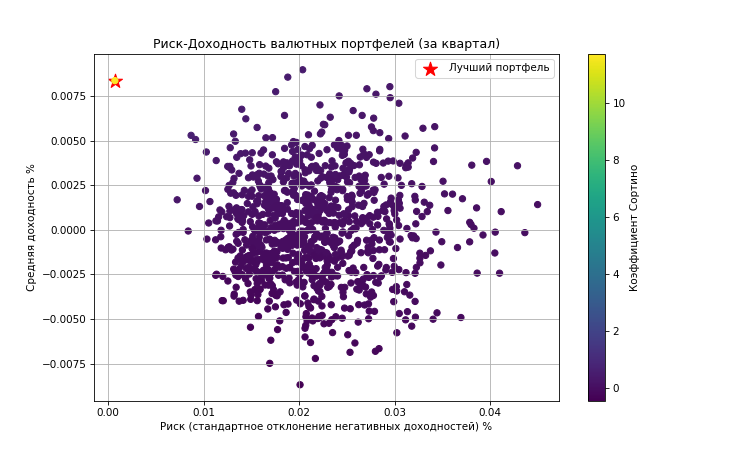 Риск-Доходность валютных портфелей (за квартал)
Лучший портфель
Средняя доходность %
0.0075
0.0050
0.0025
0.0000
−0.0025
−0.0050
−0.0075
0.00 0.01 0.02 0.03 0.04
Риск (стандартное отклонение негативных доходностей) %
10
8
6
4
2
0
Коэффициент Сортино